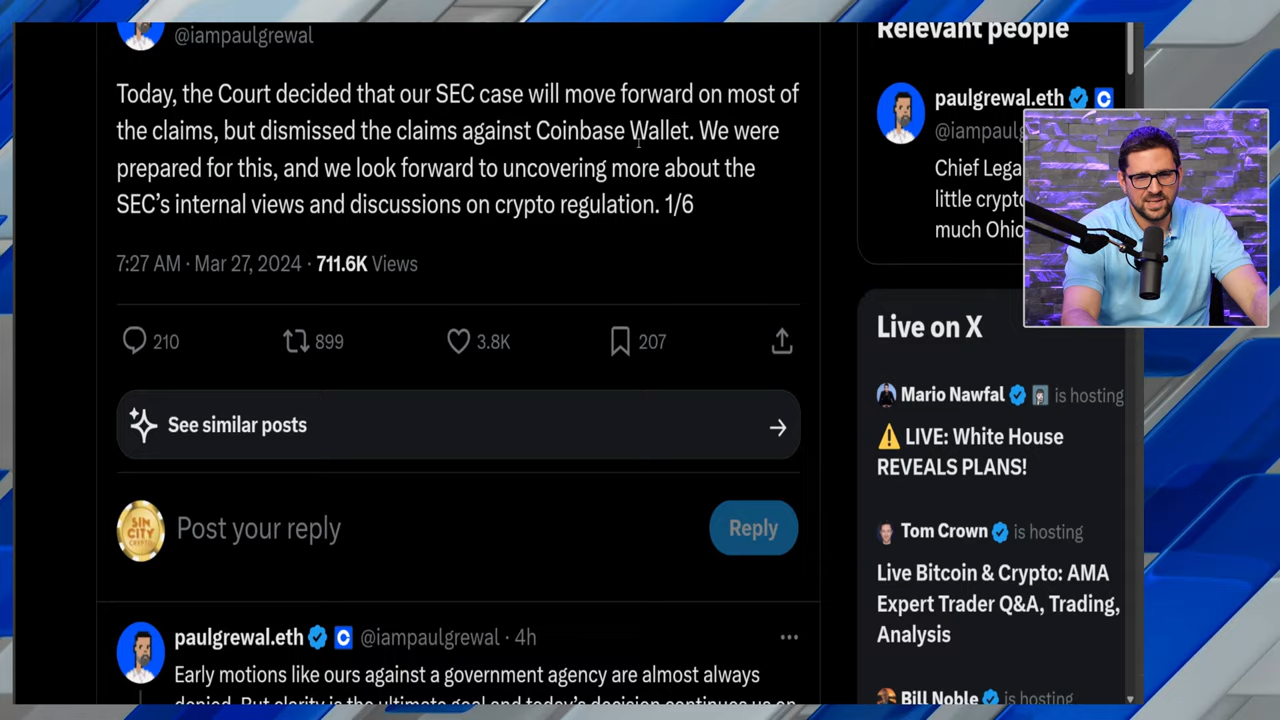 @iampaulgrewal
Today, the Court decided that our SEC case will move forward on most of
the claims, but dismissed the claims against Coinbase Wallet. We were
prepared for this, and we look forward to uncovering more about the
SEC’s internal views and discussions on crypto regulation. 1/6
7:27 AM · Mar 27, 2024 · 711.6K Views
210
899
3.8K
207
See similar posts
SIN CITY CRYPTO
Post your reply
Reply
paulgrewal.eth @iampaulgrewal · 4h
Early motions like ours against a government agency are almost always
denied. But clarity is the ultimate goal and today’s decision continues us on
Relevant people
paulgrewal.eth
@iampaul
Chief Lega
little crypto
much Ohio
Live on X
Mario Nawfal is hosting
⚠️ LIVE: White House
REVEALS PLANS!
Tom Crown is hosting
Live Bitcoin & Crypto: AMA
Expert Trader Q&A, Trading,
Analysis
Bill Noble is hosting